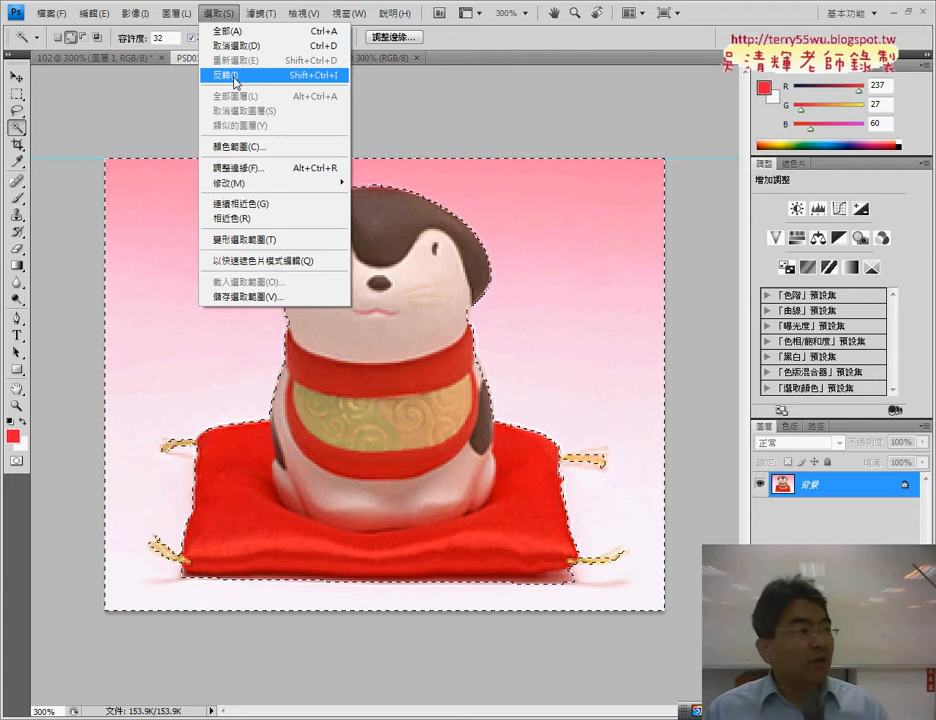 檔案(F) 編輯(E) 影像(I) 圖層(L) 選取(S) 濾鏡(T) 檢視(V) 視窗(W) 說明(H) 300% 基本功能
容許度: 32 調整邊緣...
http://terry55wu.blogspot.tw
吳清輝老師錄製
102 @ 300% (圖層 1, RGB/8) *
全部(A) Ctrl+A
取消選取(D) Ctrl+D
重新選取(E) Shift+Ctrl+D
反轉(I) Shift+Ctrl+I
全部圖層(L) Alt+Ctrl+A
取消選取圖層(S)
類似的圖層(Y)
顏色範圍(C)...
調整邊緣(F)... Alt+Ctrl+R
修改(M)
連續相近色(G)
相近色(R)
變形選取範圍(T)
以快速遮色片模式編輯(Q)
載入選取範圍(O)...
儲存選取範圍(V)...
R 237
G 27
B 60
調整 遮色片
增加調整
「色階」預設集
「曲線」預設集
「曝光度」預設集
「色相/飽和度」預設集
「黑白」預設集
「色版混合器」預設集
「選取顏色」預設集
圖層 色版 路徑
正常 不透明度: 100%
鎖定: 填滿: 100%
背景
300% 文件: 153.9K/153.9K